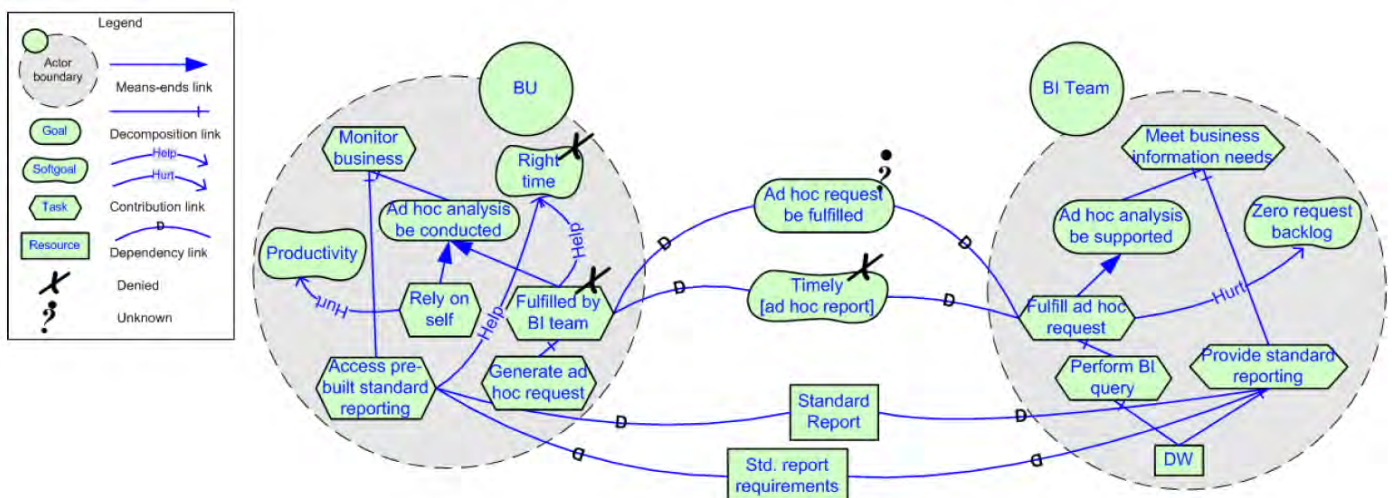 Legend
Actor
boundary
Means-ends link
Goal
Decomposition link
Help
Softgoal
Hurt
Task
Contribution link
D
Resource
Dependency link
Denied
?
Unknown
BU
Monitor
business
Right
time
Ad hoc analysis
be conducted
Help
Productivity
Hurt
Rely on
self
Fulfilled by
BI team
Help
Access pre-
built standard
reporting
Generate ad
hoc request
?
Ad hoc request
be fulfilled
D
D
Timely
[ad hoc report]
D
D
Standard
Report
D
D
Std. report
requirements
D
D
BI Team
Meet business
information needs
Ad hoc analysis
be supported
Zero request
backlog
Hurt
Fulfill ad hoc
request
Perform BI
query
Provide standard
reporting
DW